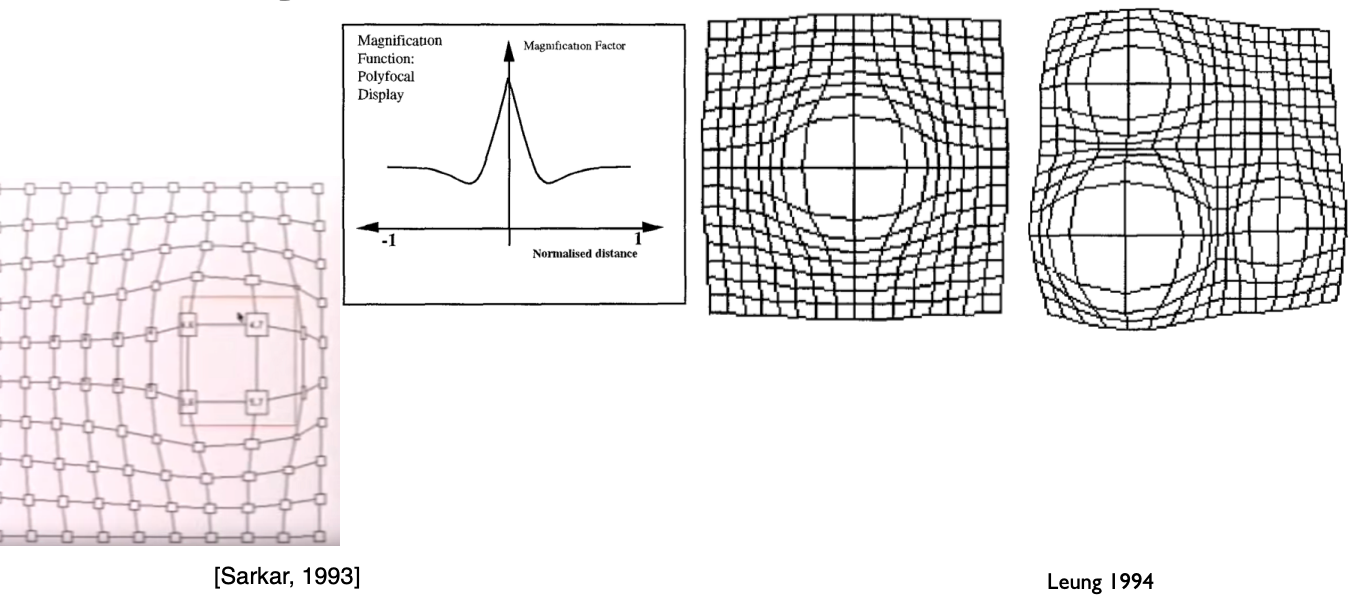 Magnification
Function:
Polyfocal
Display
Magnification Factor
-1
1
Normalised distance
[Sarkar, 1993]
Leung 1994